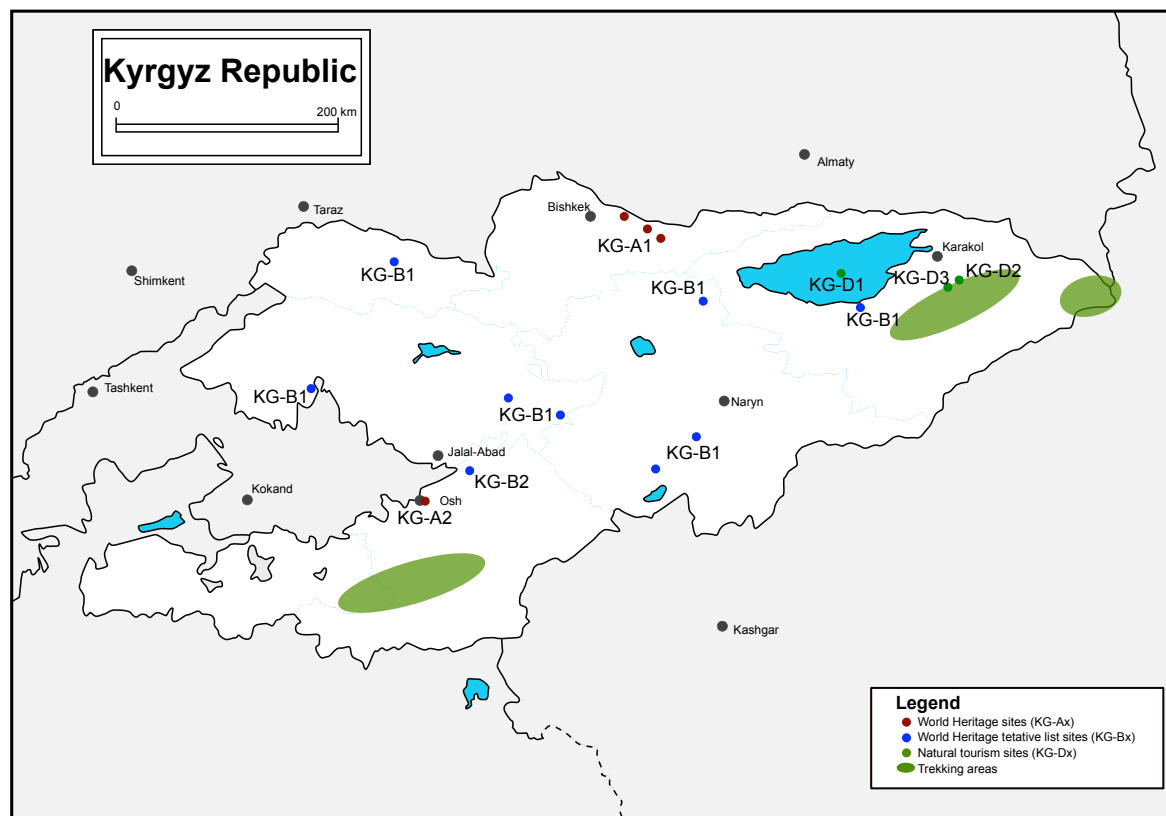 Kyrgyz Republic
0
200 km
Almaty
Taraz
Bishkek
KG-A1
Karakol
Shimkent
KG-B1
KG-D1
KG-D3
KG-D2
KG-B1
KG-B1
Tashkent
KG-B1
Naryn
KG-B1
KG-B1
Jalal-Abad
KG-B2
Kokand
Osh
KG-A2
Kashgar
Legend
World Heritage sites (KG-Ax)
World Heritage tetative list sites (KG-Bx)
Natural tourism sites (KG-Dx)
Trekking areas